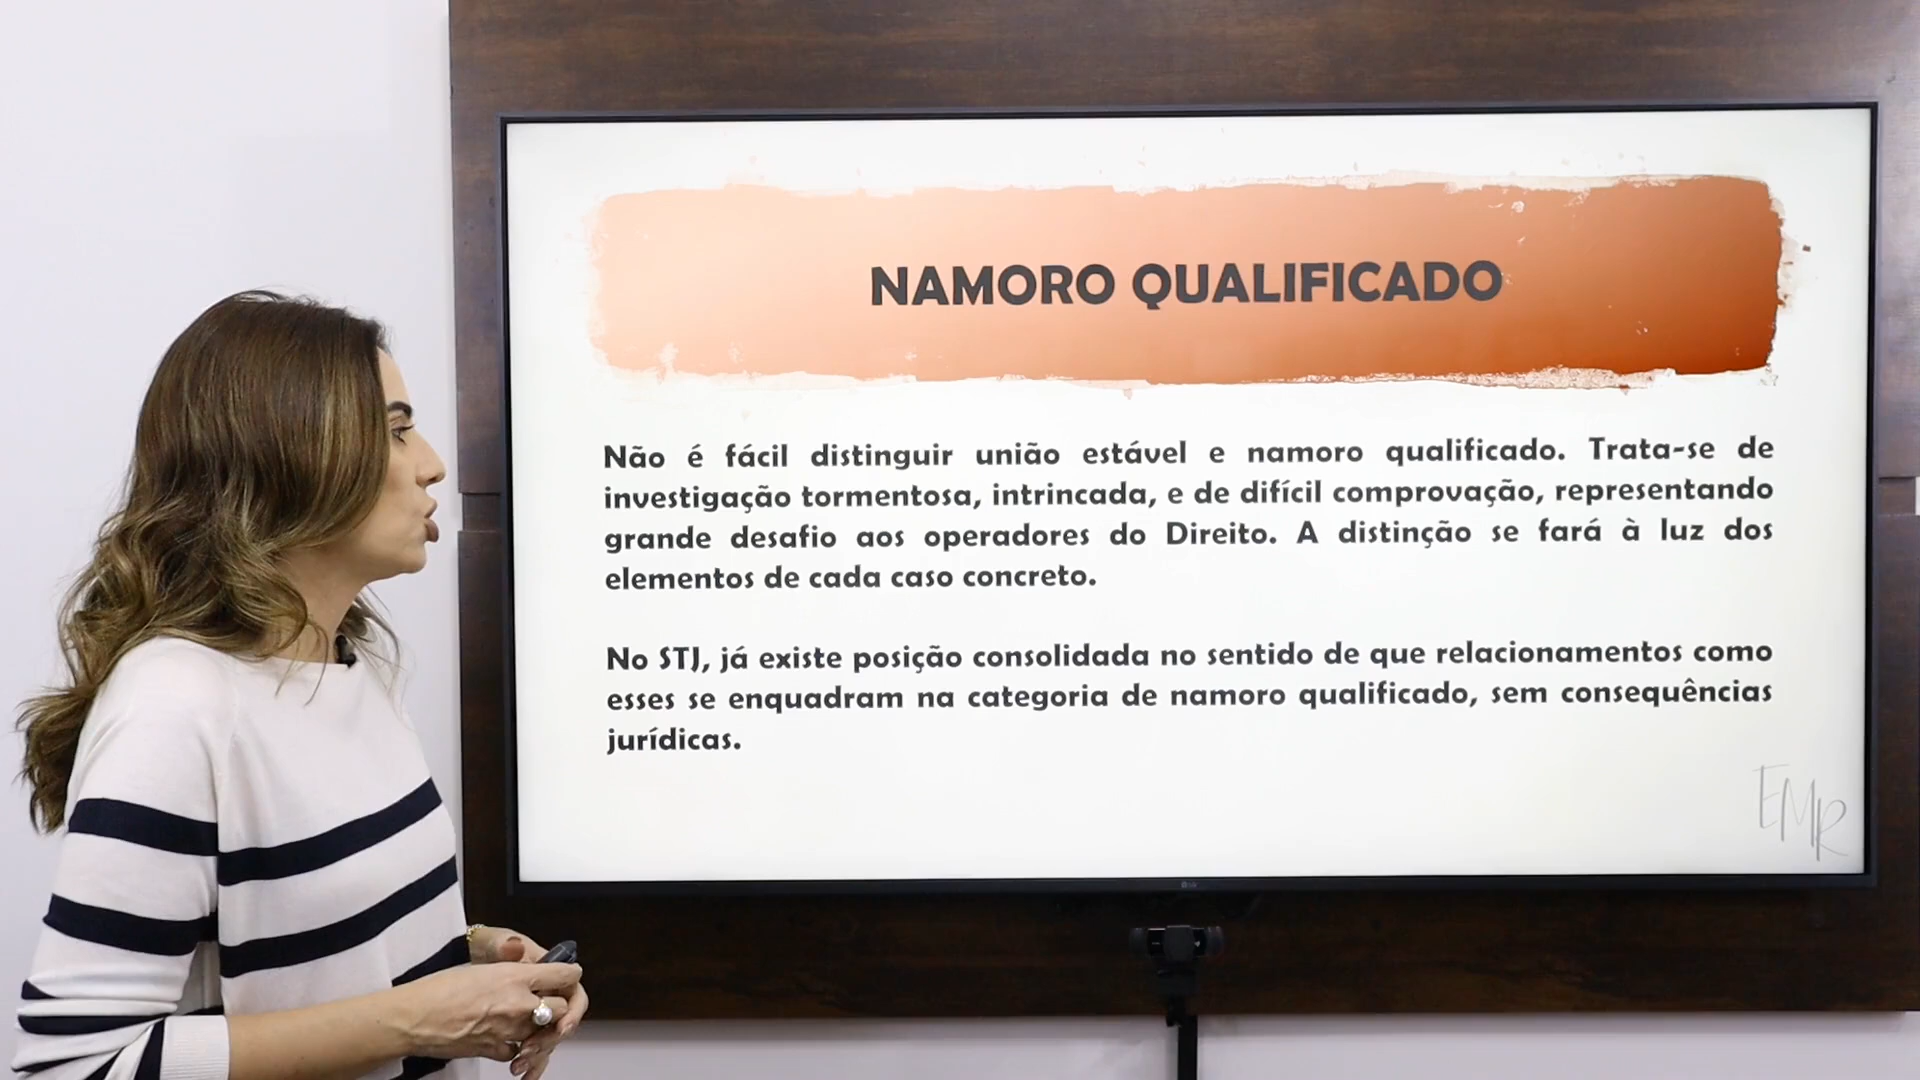 NAMORO QUALIFICADO
Não é fácil distinguir união estável e namoro qualificado. Trata-se de
investigação tormentosa, intrincada, e de difícil comprovação, representando
grande desafio aos operadores do Direito. A distinção se fará à luz dos
elementos de cada caso concreto.
No STJ, já existe posição consolidada no sentido de que relacionamentos como
esses se enquadram na categoria de namoro qualificado, sem consequências
jurídicas.
EMR